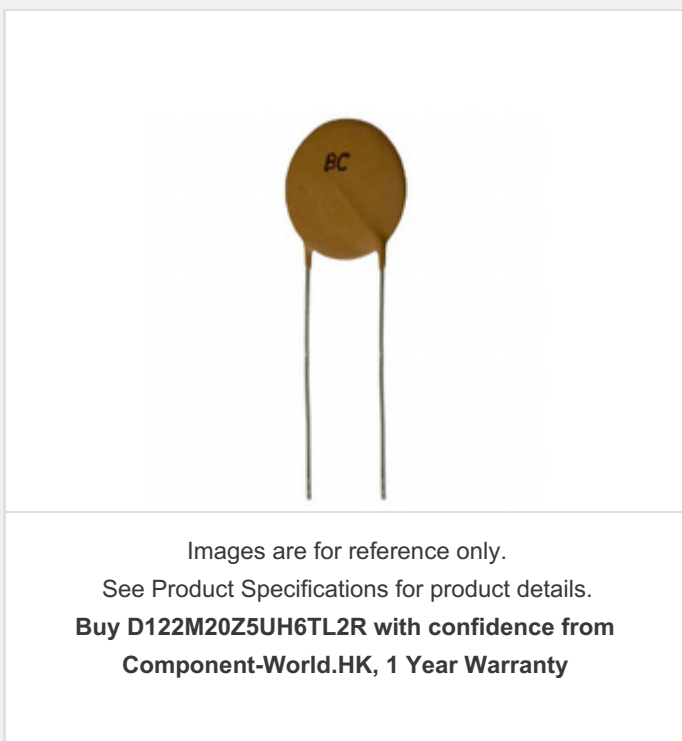 BC
Images are for reference only.
See Product Specifications for product details.
Buy D122M20Z5UH6TL2R with confidence from
Component-World.HK, 1 Year Warranty